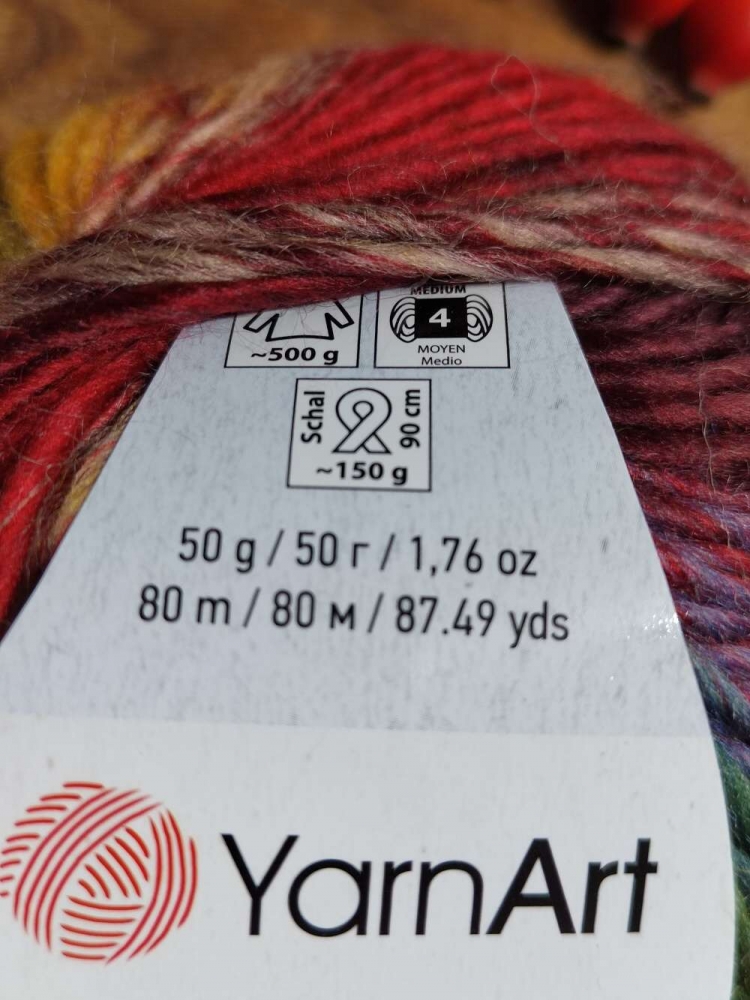 MEDIUM
4
~500 g
MOYEN
Medio
Schal
90 cm
~150 g
50 g / 50 г / 1,76 oz
80 m / 80 м / 87.49 yds
YarnArt